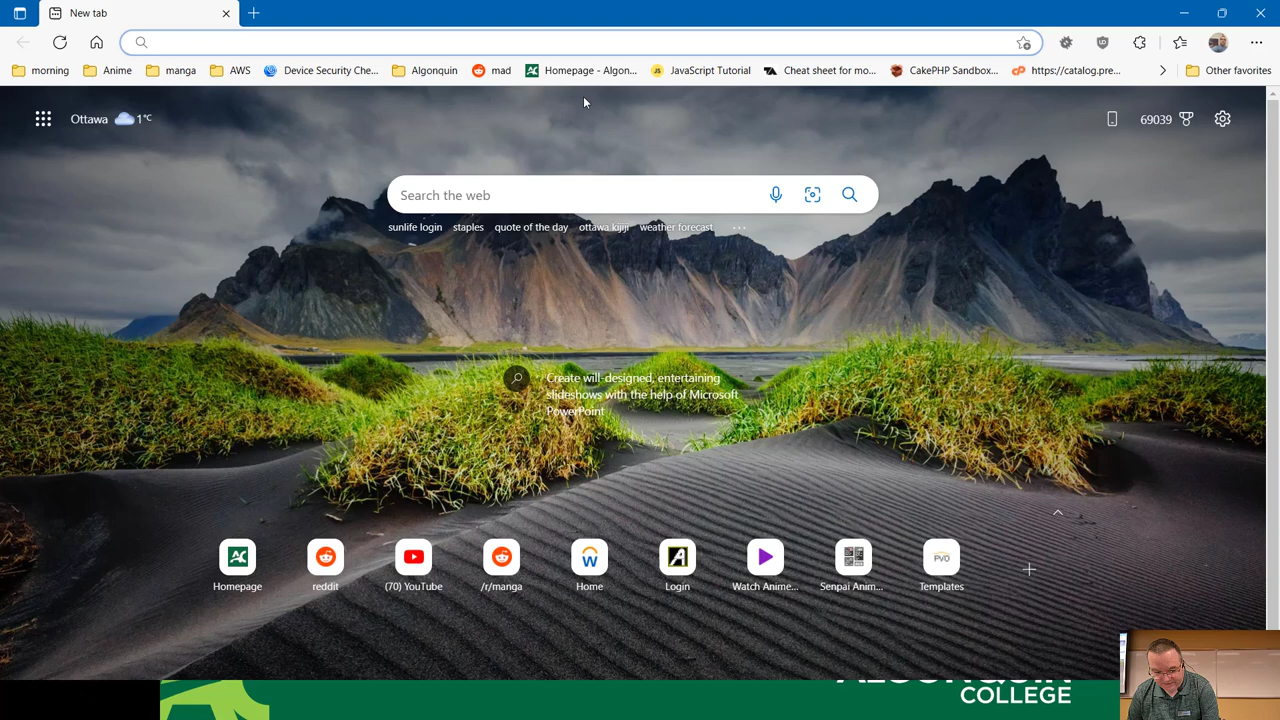 New tab
morning
Anime
manga
AWS
Device Security Che...
Algonquin
mad
Homepage - Algon...
JavaScript Tutorial
Cheat sheet for mo...
CakePHP Sandbox...
https://catalog.pre...
Other favorites
Ottawa 1°C
69039
Search the web
sunlife login
staples
quote of the day
ottawa kijiji
weather forecast
Create will-designed, entertaining
slideshows with the help of Microsoft
PowerPoint
Homepage
reddit
(70) YouTube
/r/manga
Home
Login
Watch Anime...
Senpai Anim...
Templates
COLLEGE